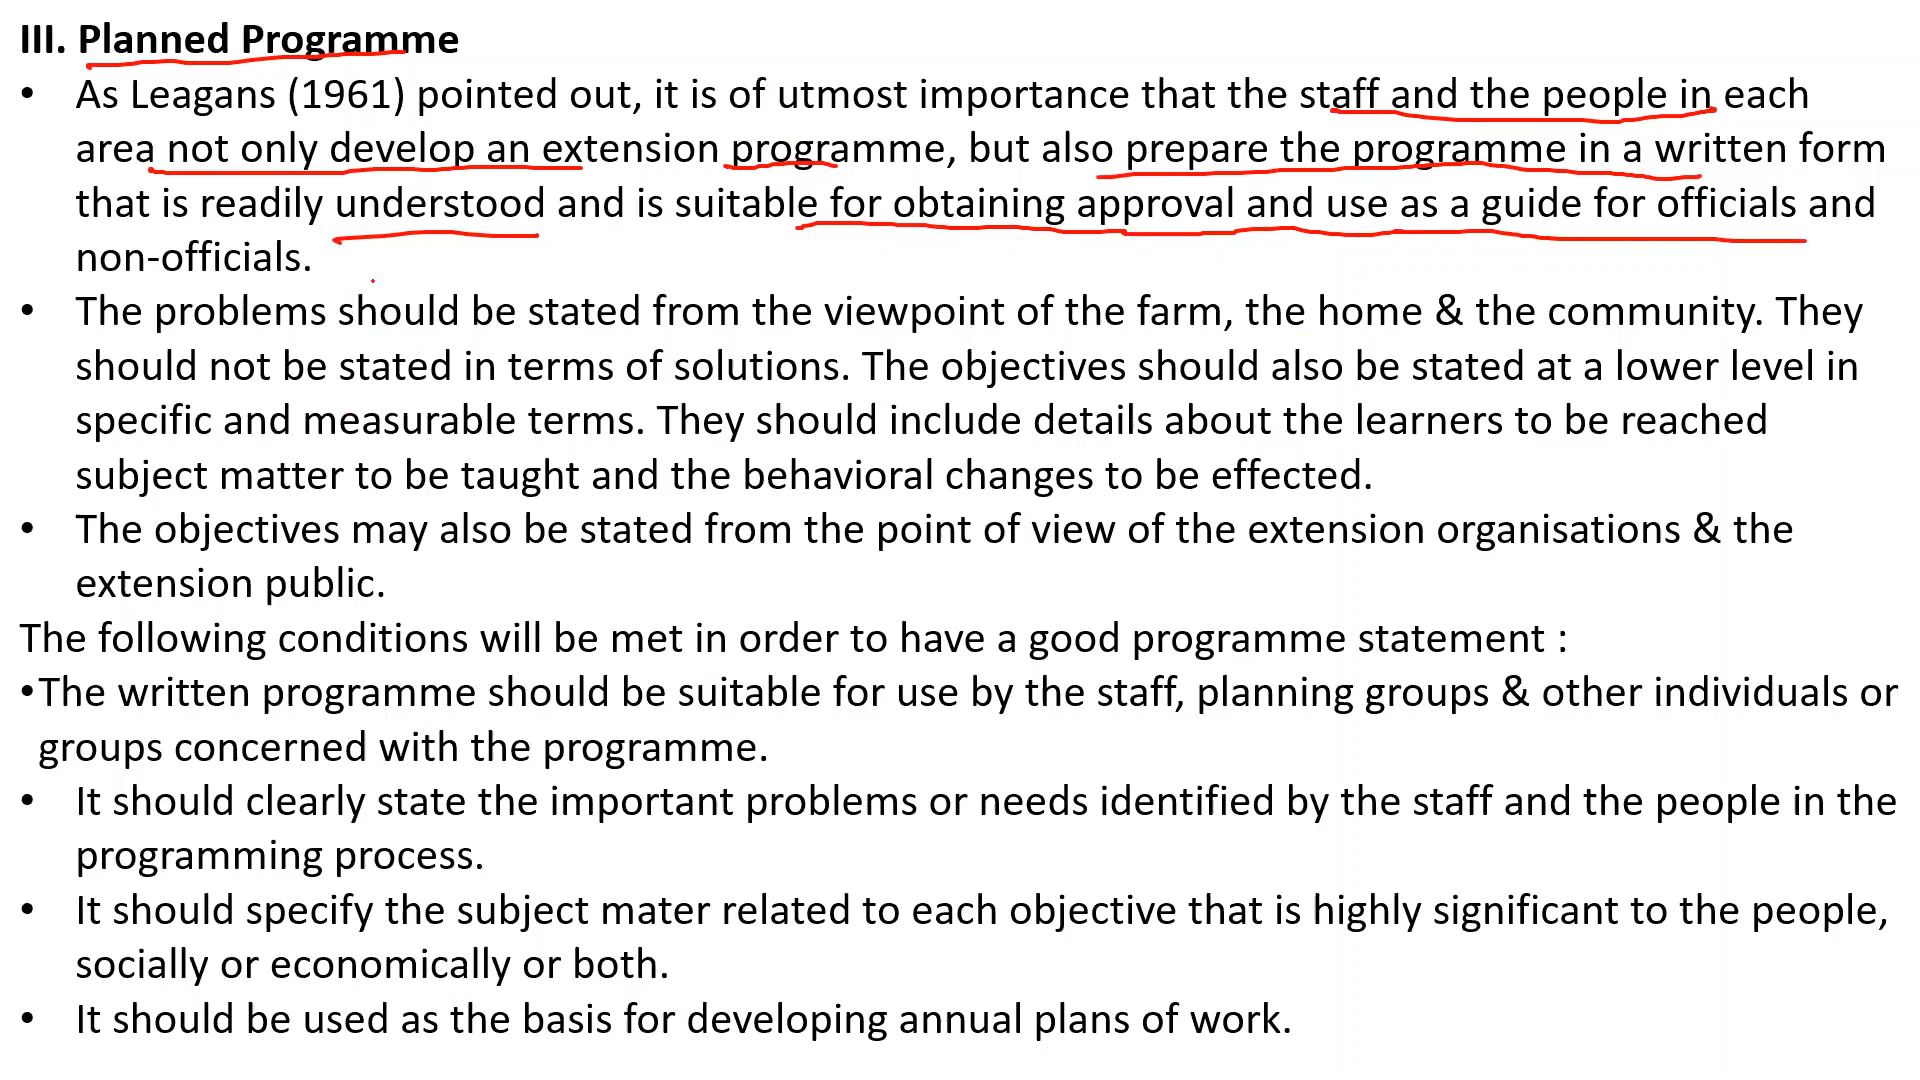 III. Planned Programme
• As Leagans (1961) pointed out, it is of utmost importance that the staff and the people in each
area not only develop an extension programme, but also prepare the programme in a written form
that is readily understood and is suitable for obtaining approval and use as a guide for officials and
non-officials.
• The problems should be stated from the viewpoint of the farm, the home & the community. They
should not be stated in terms of solutions. The objectives should also be stated at a lower level in
specific and measurable terms. They should include details about the learners to be reached
subject matter to be taught and the behavioral changes to be effected.
• The objectives may also be stated from the point of view of the extension organisations & the
extension public.
The following conditions will be met in order to have a good programme statement :
•The written programme should be suitable for use by the staff, planning groups & other individuals or
groups concerned with the programme.
• It should clearly state the important problems or needs identified by the staff and the people in the
programming process.
• It should specify the subject mater related to each objective that is highly significant to the people,
socially or economically or both.
• It should be used as the basis for developing annual plans of work.